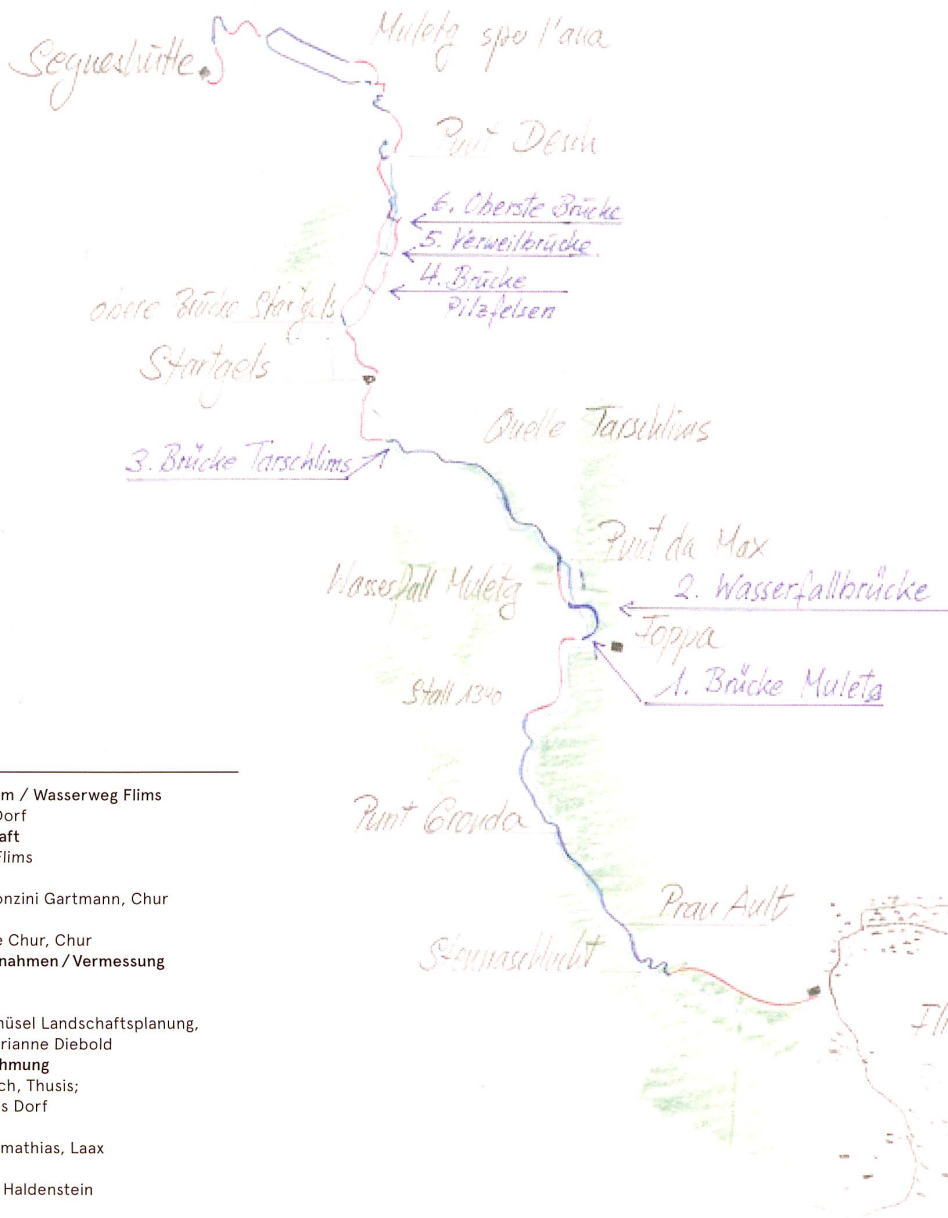 Segneshütte
Muletg sper l'aua
Punt Desch
6. Oberste Brücke
5. Verweilbrücke
4. Brücke
Pilzfelsen
obere Brücke Startgels
Startgels
Quelle Tarschlims
3. Brücke Tarschlims
Punt da Max
Wasserfall Muletg
2. Wasserfallbrücke
Foppa
1. Brücke Muletg
Stall 1340
Punt Gronda
Prau Ault
Stennaschlucht
m / Wasserweg Flims
Dorf
aft
Flims
onzini Gartmann, Chur
e Chur, Chur
nahmen / Vermessung
nüsel Landschaftsplanung,
rianne Diebold
hmung
ch, Thusis;
s Dorf
mathias, Laax
Haldenstein